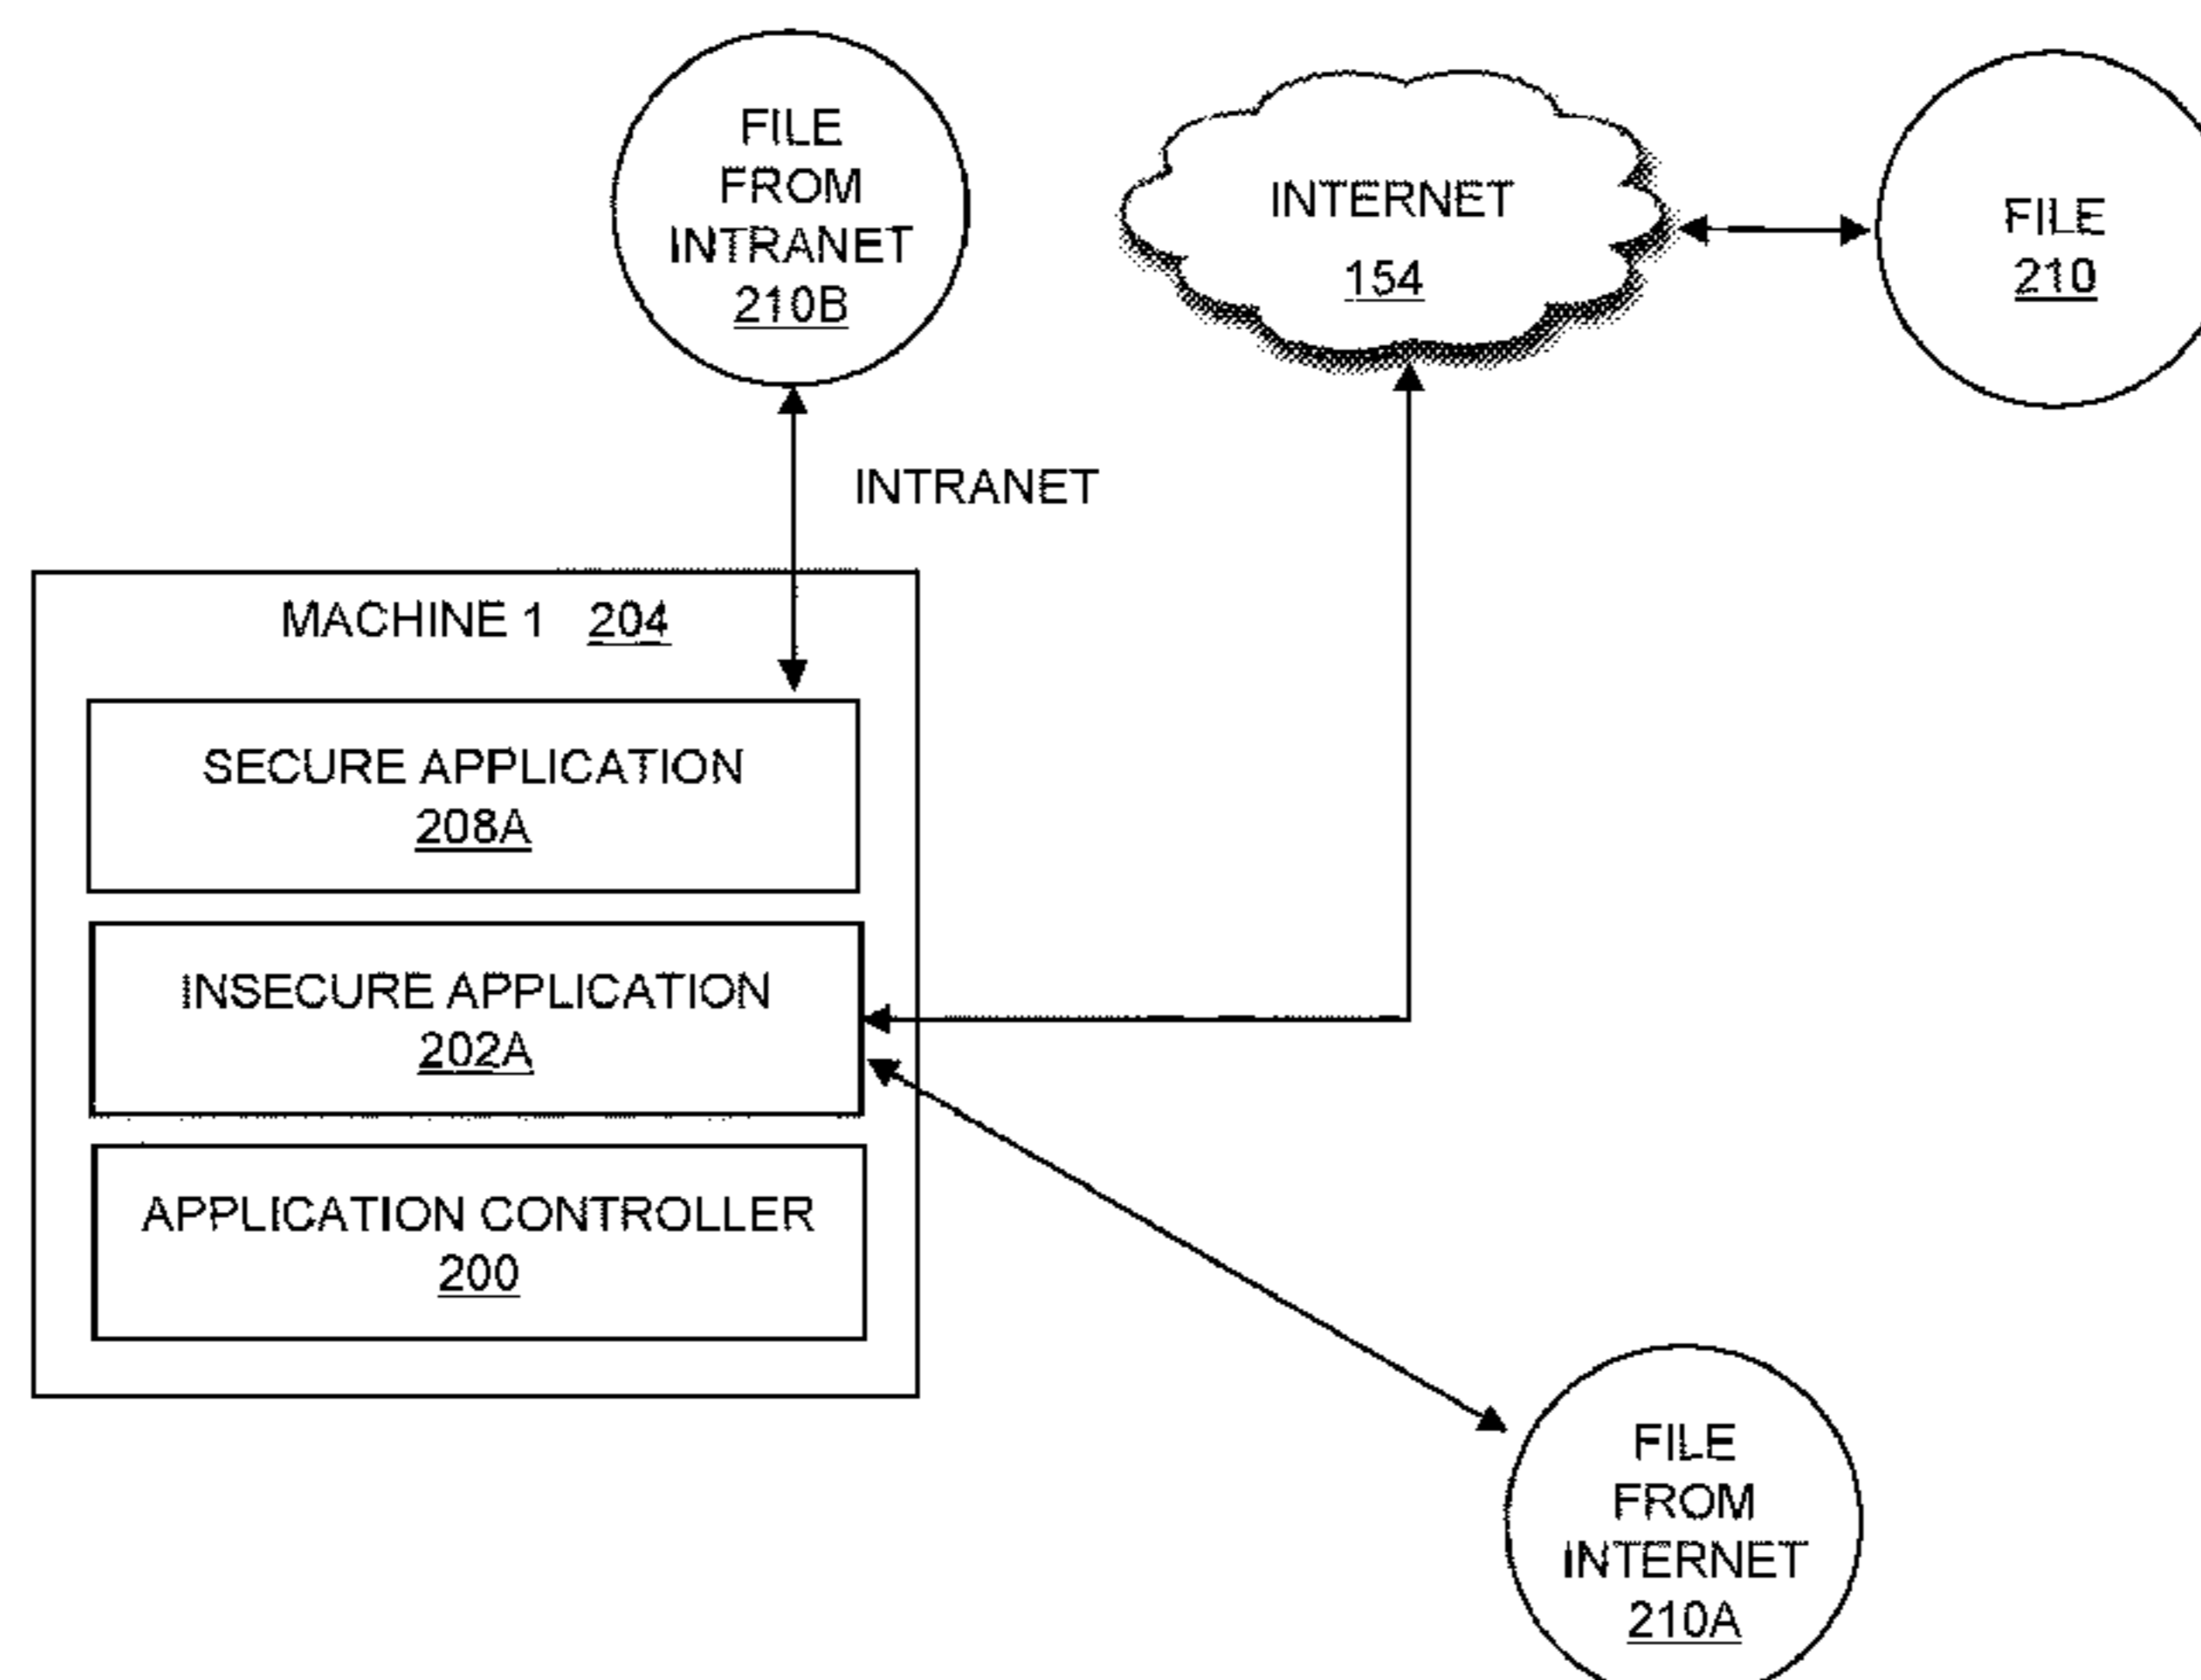 FILE
FROM
INTRANET
210B
INTERNET
154
FILE
210
INTRANET
MACHINE 1 204
SECURE APPLICATION
208A
INSECURE APPLICATION
202A
APPLICATION CONTROLLER
200
FILE
FROM
INTERNET
210A